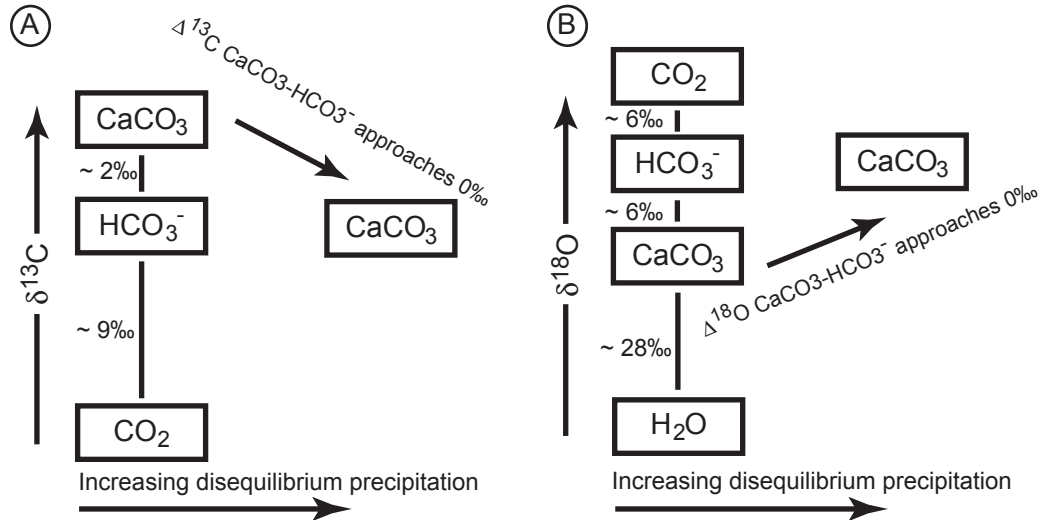 A
Δ ¹³C CaCO3-HCO3⁻ approaches 0‰
δ¹³C
CaCO₃
~ 2‰
HCO₃⁻
CaCO₃
~ 9‰
CO₂
Increasing disequilibrium precipitation
B
δ¹⁸O
CO₂
~ 6‰
HCO₃⁻
CaCO₃
~ 6‰
CaCO₃
Δ¹⁸O CaCO3-HCO3⁻ approaches 0‰
~ 28‰
H₂O
Increasing disequilibrium precipitation